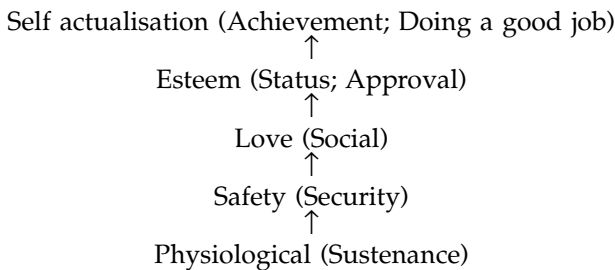 Self actualisation (Achievement; Doing a good job)
↑
Esteem (Status; Approval)
↑
Love (Social)
↑
Safety (Security)
↑
Physiological (Sustenance)